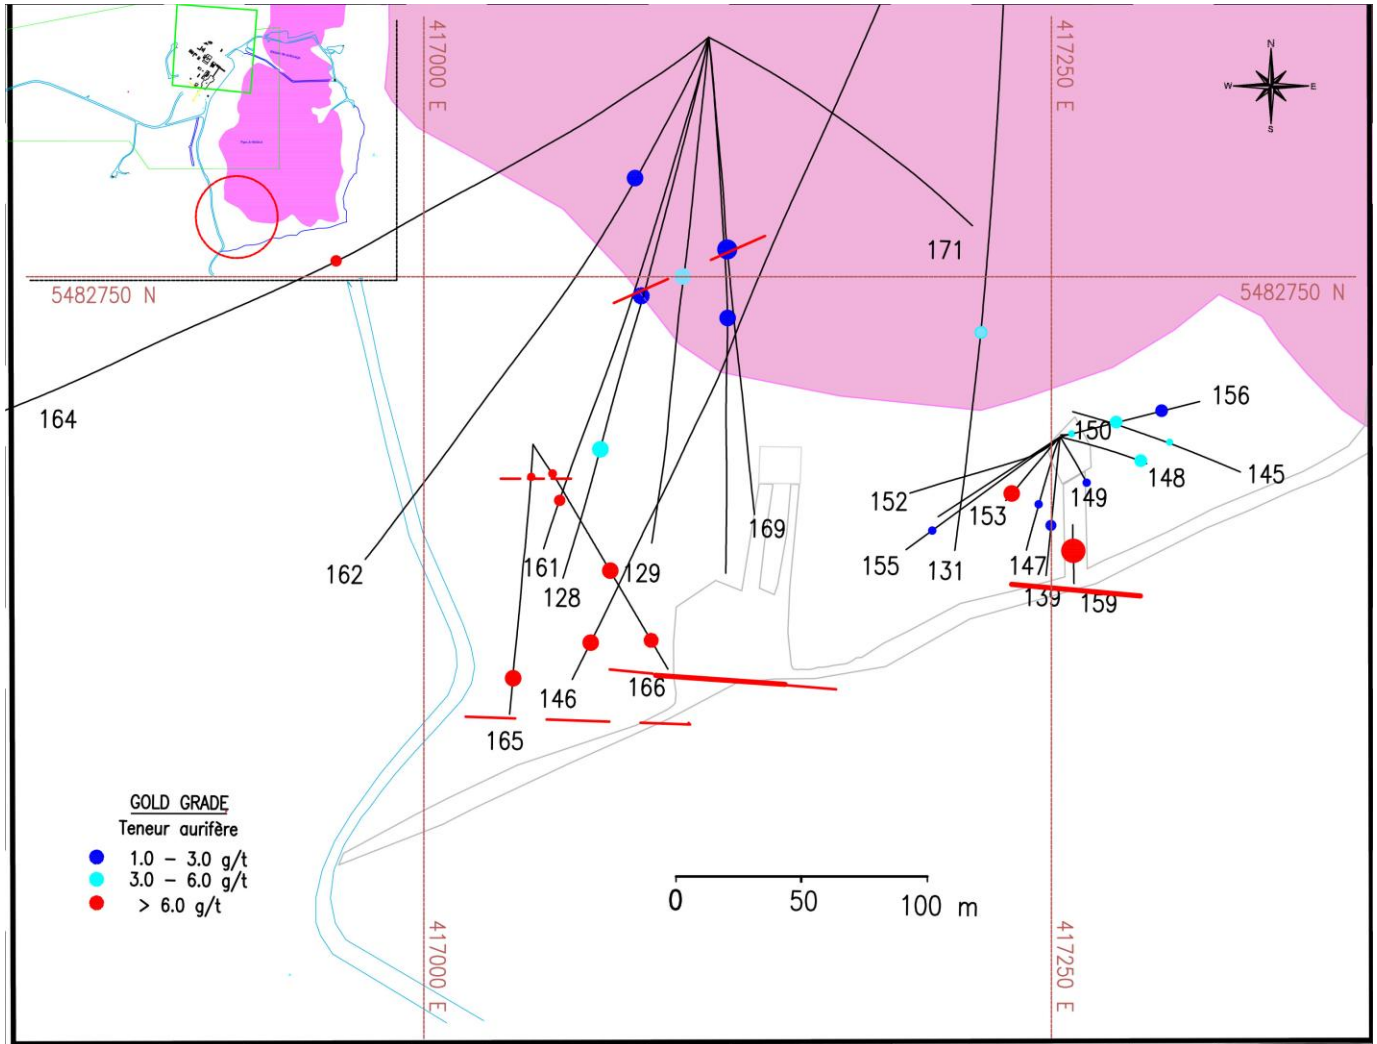 417000 E
417250 E
N
W E
S
5482750 N
5482750 N
171
164
156
150
145
148
149
152
153
155
131
147
139
159
169
162
161
129
128
146
166
165
GOLD GRADE
Teneur aurifère
1.0 – 3.0 g/t
3.0 – 6.0 g/t
> 6.0 g/t
0 50 100 m
417000 E
417250 E